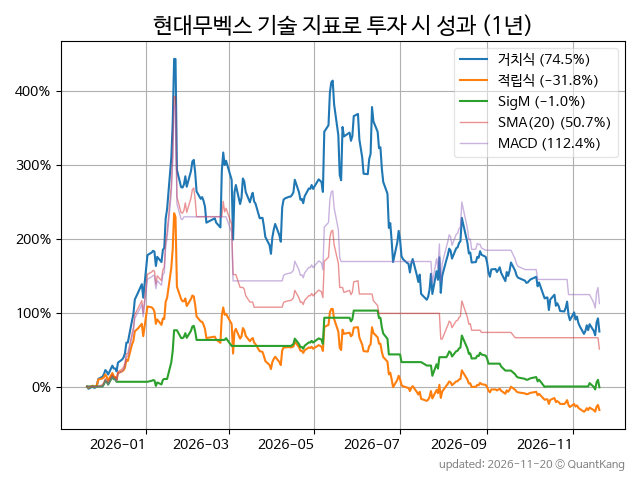 현대무벡스 기술 지표로 투자 시 성과 (1년)
거치식 (74.5%)
적립식 (−31.8%)
SigM (−1.0%)
SMA(20) (50.7%)
MACD (112.4%)
400%
300%
200%
100%
0%
2026-01 2026-03 2026-05 2026-07 2026-09 2026-11
updated: 2026-11-20 © QuantKang